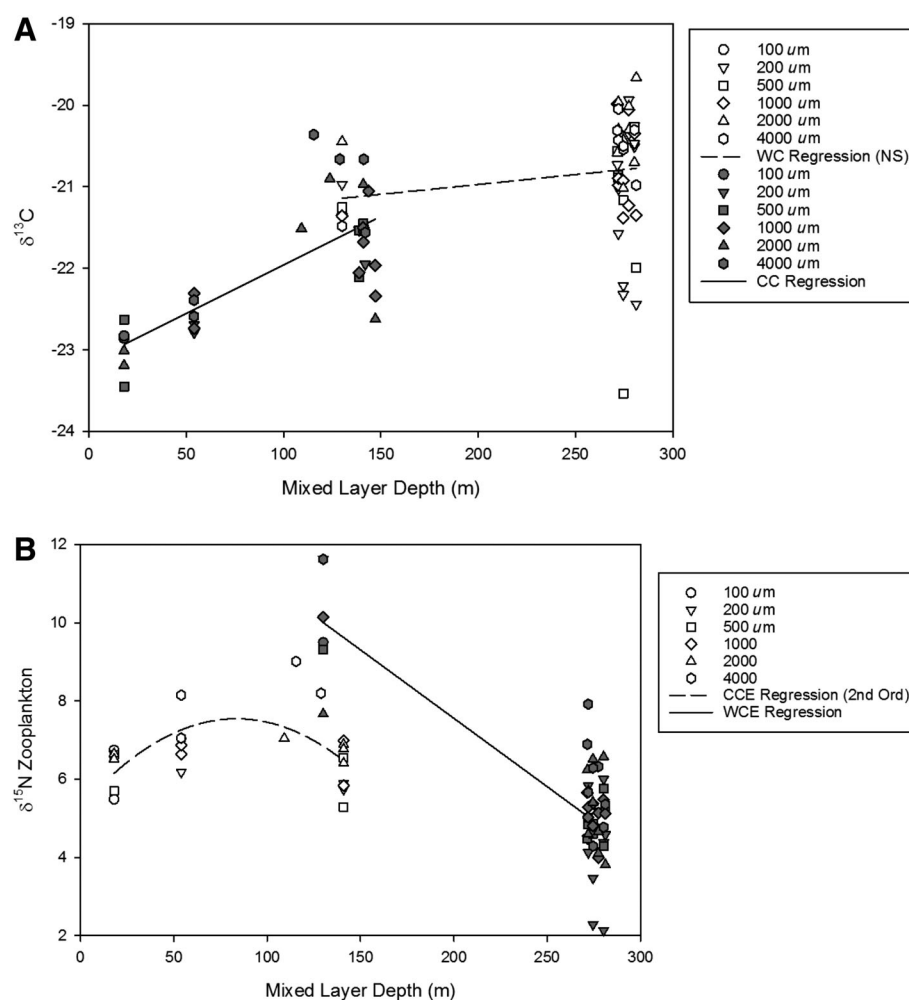 A
-19
-20
-21
-22
-23
-24
δ13C
0 50 100 150 200 250 300
Mixed Layer Depth (m)
100 um
200 um
500 um
1000 um
2000 um
4000 um
WC Regression (NS)
100 um
200 um
500 um
1000 um
2000 um
4000 um
CC Regression
B
12
10
8
6
4
2
δ15N Zooplankton
0 50 100 150 200 250 300
Mixed Layer Depth (m)
100 um
200 um
500 um
1000
2000
4000
CCE Regression (2nd Ord)
WCE Regression